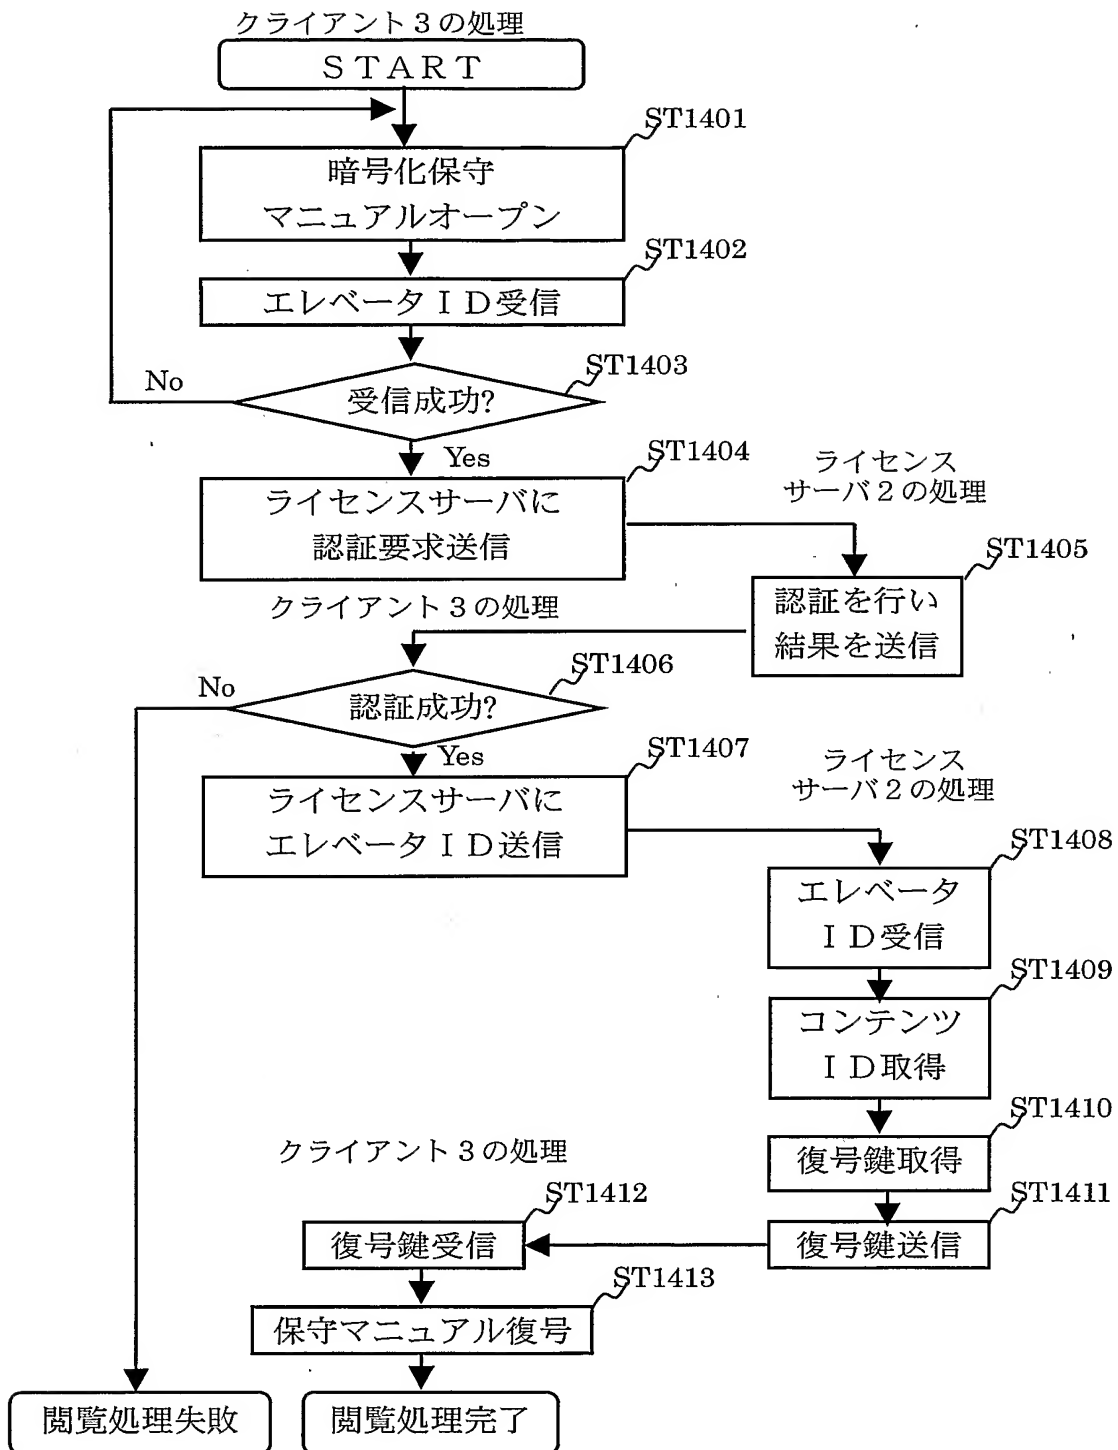 クライアント3の処理
START
ST1401
暗号化保守
マニュアルオープン
ST1402
エレベータID受信
ST1403
No
受信成功?
Yes
ST1404
ライセンスサーバに
認証要求送信
ライセンス
サーバ2の処理
ST1405
認証を行い
結果を送信
クライアント3の処理
ST1406
No
認証成功?
Yes
ST1407
ライセンスサーバに
エレベータID送信
ライセンス
サーバ2の処理
ST1408
エレベータ
ID受信
ST1409
コンテンツ
ID取得
ST1410
復号鍵取得
ST1411
復号鍵送信
クライアント3の処理
ST1412
復号鍵受信
ST1413
保守マニュアル復号
閲覧処理失敗
閲覧処理完了